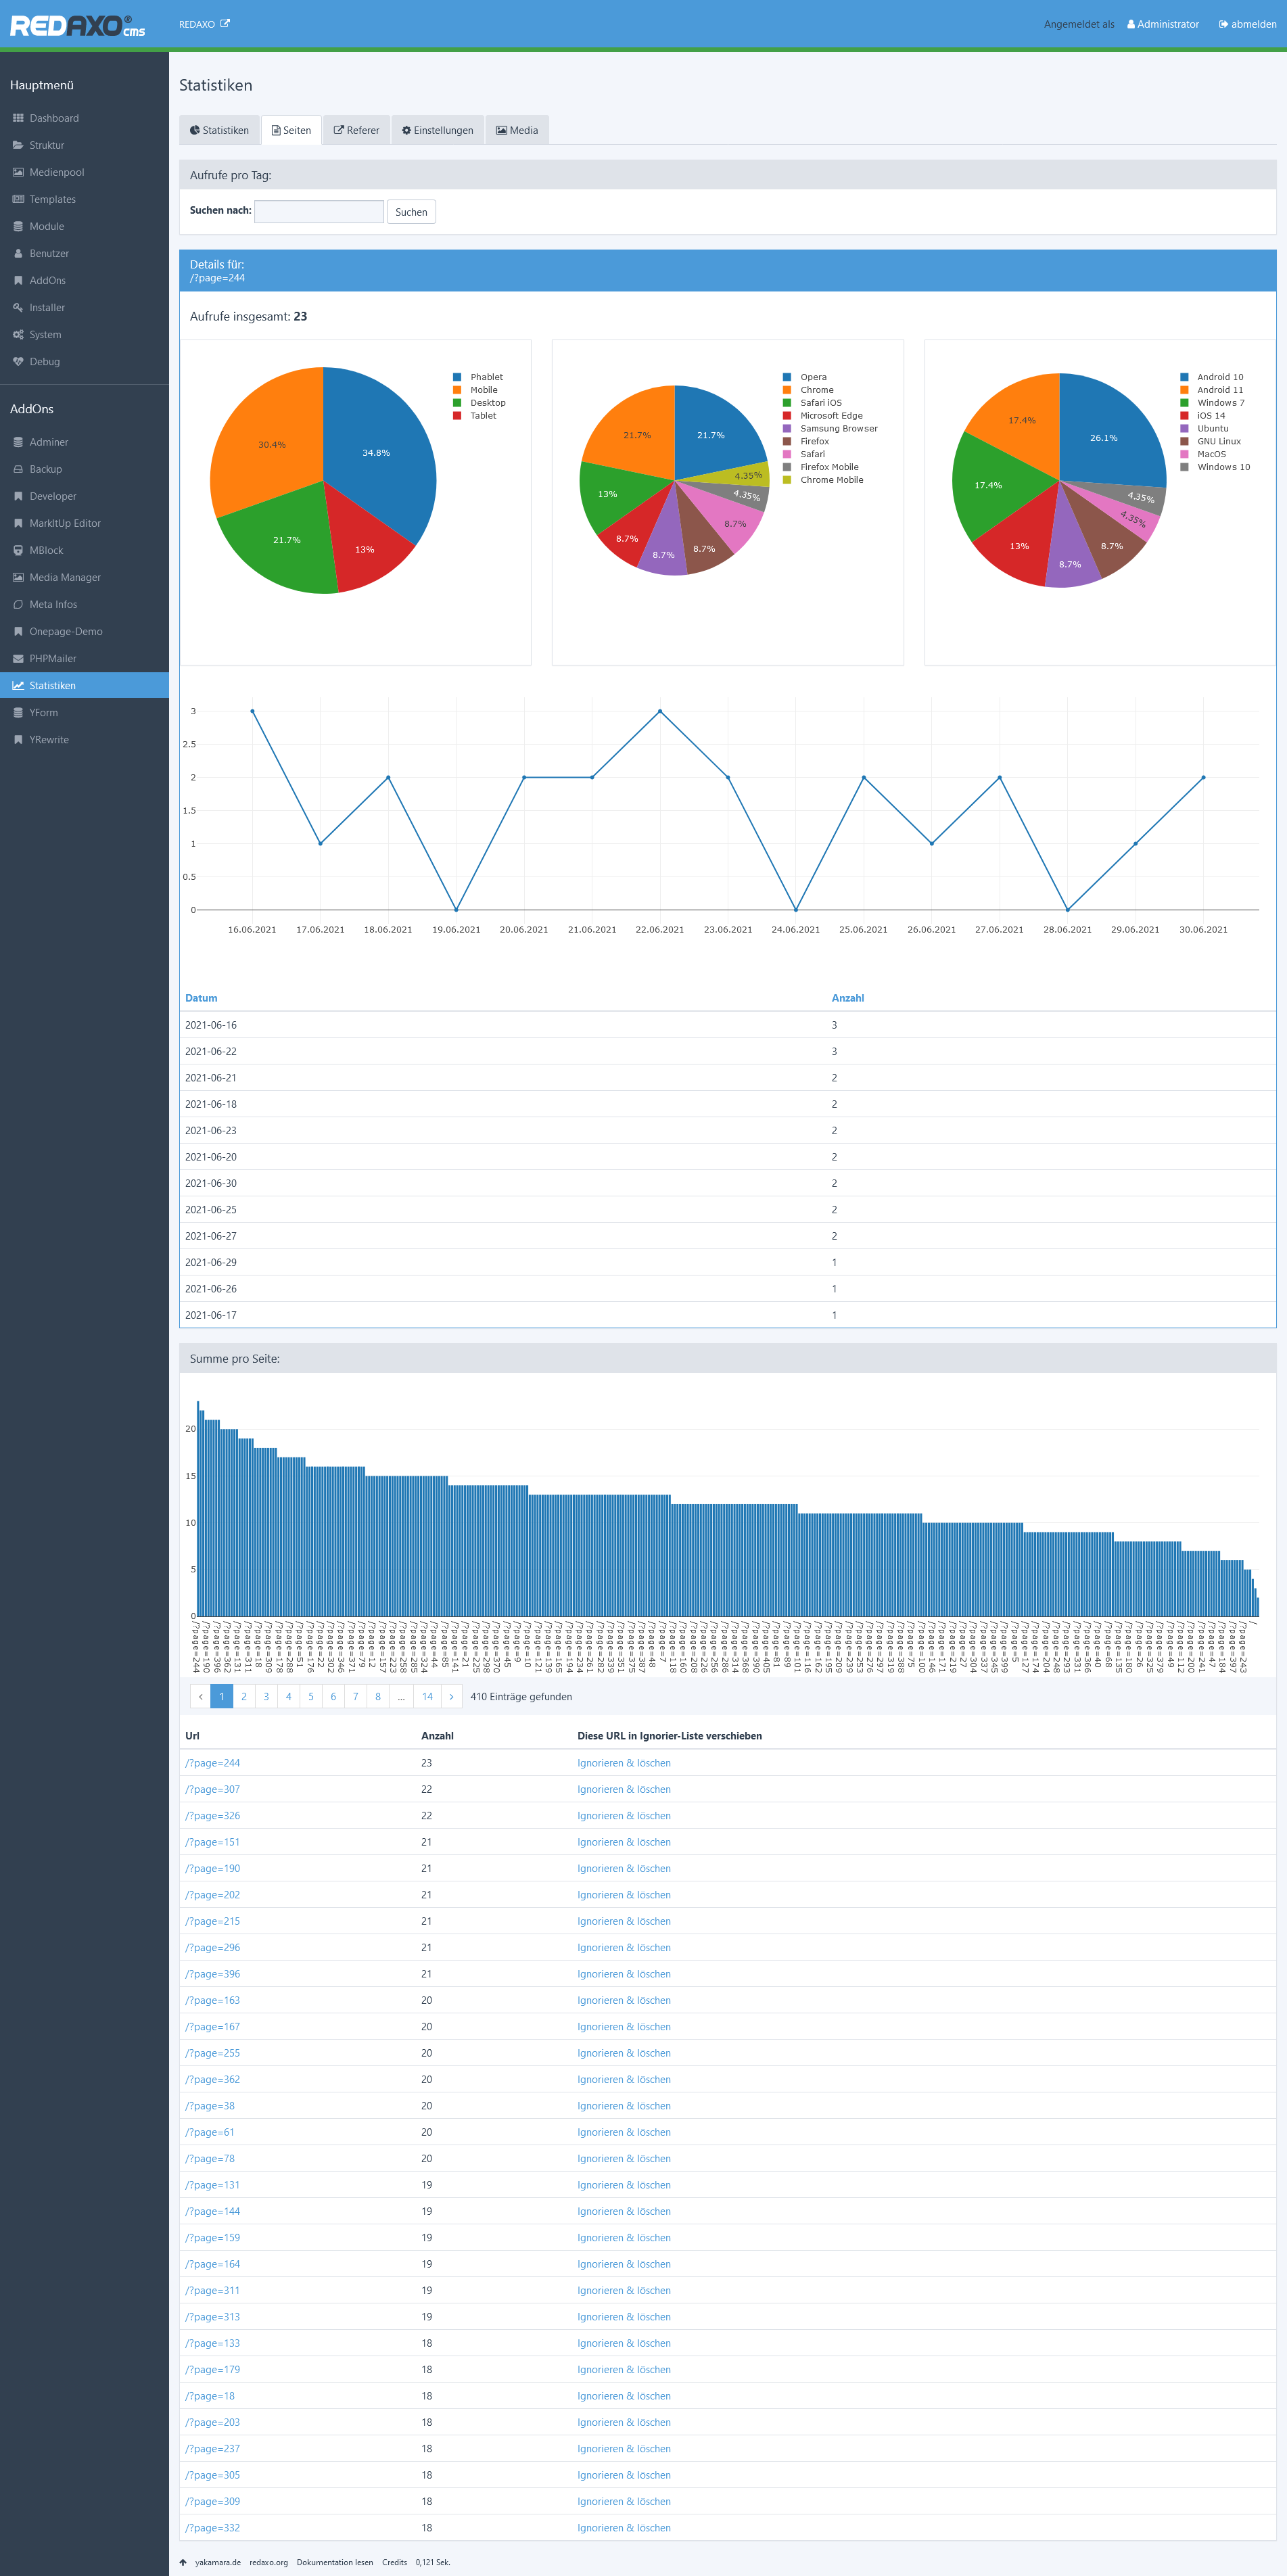 REDAXO® cms
REDAXO
Angemeldet als Administrator abmelden
Hauptmenü
Dashboard
Struktur
Medienpool
Templates
Module
Benutzer
AddOns
Installer
System
Debug
AddOns
Adminer
Backup
Developer
MarkItUp Editor
MBlock
Media Manager
Meta Infos
Onepage-Demo
PHPMailer
Statistiken
YForm
YRewrite
Statistiken
Statistiken Seiten Referer Einstellungen Media
Aufrufe pro Tag:
Suchen nach: Suchen
Details für:
/?page=244
Aufrufe insgesamt: 23
34.8%
30.4%
21.7%
13%
Phablet
Mobile
Desktop
Tablet
21.7%
21.7%
13%
8.7%
8.7%
8.7%
8.7%
4.35%
4.35%
Opera
Chrome
Safari iOS
Microsoft Edge
Samsung Browser
Firefox
Safari
Firefox Mobile
Chrome Mobile
26.1%
17.4%
17.4%
13%
8.7%
8.7%
4.35%
4.35%
Android 10
Android 11
Windows 7
iOS 14
Ubuntu
GNU Linux
MacOS
Windows 10
3
2.5
2
1.5
1
0.5
0
16.06.2021 17.06.2021 18.06.2021 19.06.2021 20.06.2021 21.06.2021 22.06.2021 23.06.2021 24.06.2021 25.06.2021 26.06.2021 27.06.2021 28.06.2021 29.06.2021 30.06.2021
Datum Anzahl
2021-06-16 3
2021-06-22 3
2021-06-21 2
2021-06-18 2
2021-06-23 2
2021-06-20 2
2021-06-30 2
2021-06-25 2
2021-06-27 2
2021-06-29 1
2021-06-26 1
2021-06-17 1
Summe pro Seite:
20
15
10
5
0
‹ 1 2 3 4 5 6 7 8 ... 14 › 410 Einträge gefunden
Url Anzahl Diese URL in Ignorier-Liste verschieben
/?page=244 23 Ignorieren & löschen
/?page=307 22 Ignorieren & löschen
/?page=326 22 Ignorieren & löschen
/?page=151 21 Ignorieren & löschen
/?page=190 21 Ignorieren & löschen
/?page=202 21 Ignorieren & löschen
/?page=215 21 Ignorieren & löschen
/?page=296 21 Ignorieren & löschen
/?page=396 21 Ignorieren & löschen
/?page=163 20 Ignorieren & löschen
/?page=167 20 Ignorieren & löschen
/?page=255 20 Ignorieren & löschen
/?page=362 20 Ignorieren & löschen
/?page=38 20 Ignorieren & löschen
/?page=61 20 Ignorieren & löschen
/?page=78 20 Ignorieren & löschen
/?page=131 19 Ignorieren & löschen
/?page=144 19 Ignorieren & löschen
/?page=159 19 Ignorieren & löschen
/?page=164 19 Ignorieren & löschen
/?page=311 19 Ignorieren & löschen
/?page=313 19 Ignorieren & löschen
/?page=133 18 Ignorieren & löschen
/?page=179 18 Ignorieren & löschen
/?page=18 18 Ignorieren & löschen
/?page=203 18 Ignorieren & löschen
/?page=237 18 Ignorieren & löschen
/?page=305 18 Ignorieren & löschen
/?page=309 18 Ignorieren & löschen
/?page=332 18 Ignorieren & löschen
yakamara.de redaxo.org Dokumentation lesen Credits 0,121 Sek.